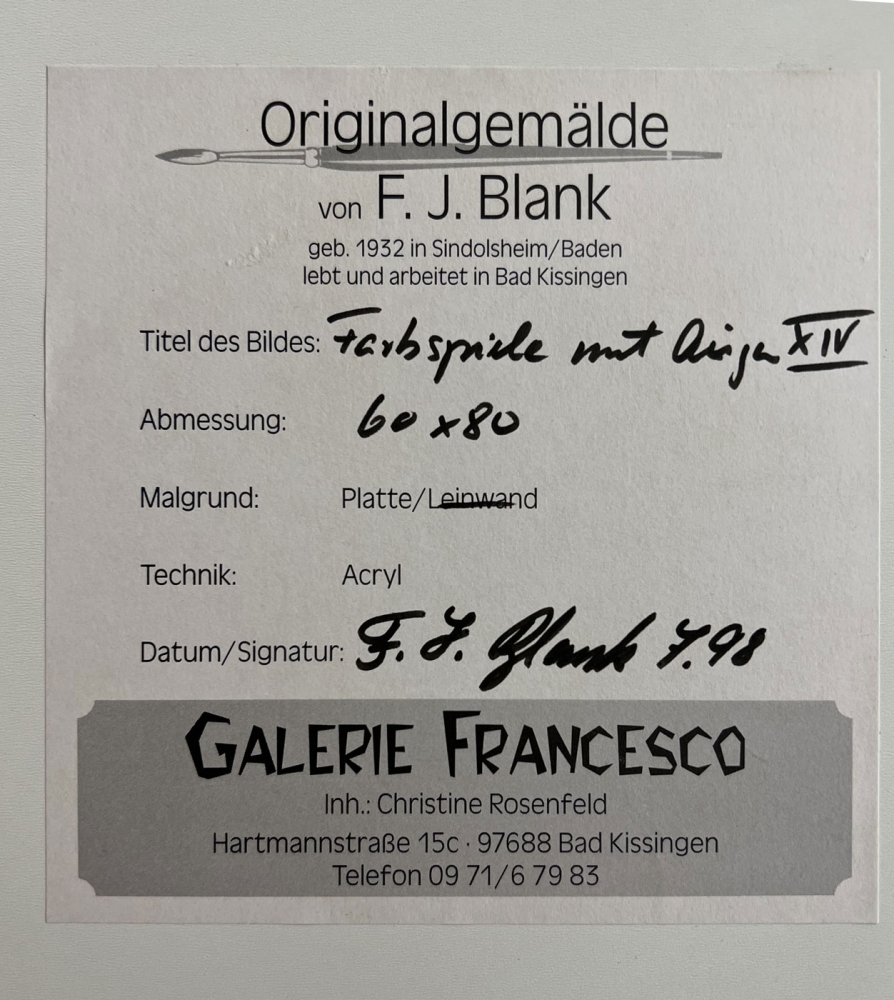 Originalgemälde
von F. J. Blank
geb. 1932 in Sindolsheim/Baden
lebt und arbeitet in Bad Kissingen
Titel des Bildes: Farbspiele mit XIV
Abmessung: 60 x 80
Malgrund: Platte/Leinwand
Technik: Acryl
Datum/Signatur: F. J. Blank 7.98
GALERIE FRANCESCO
Inh.: Christine Rosenfeld
Hartmannstraße 15c · 97688 Bad Kissingen
Telefon 09 71/6 79 83